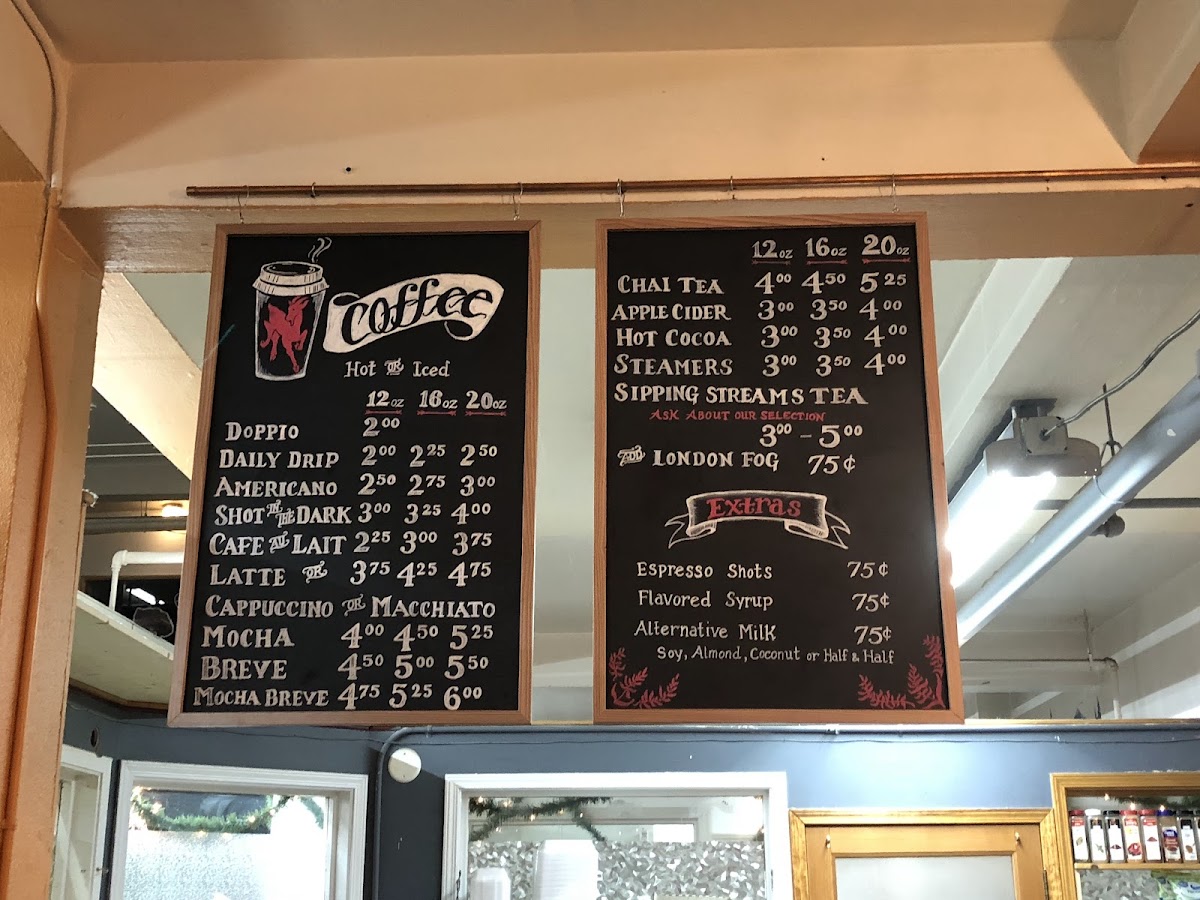 Coffee
Hot or Iced
12oz 16oz 20oz
Doppio 2.00
Daily Drip 2.00 2.25 2.50
Americano 2.50 2.75 3.00
Shot in the Dark 3.00 3.25 4.00
Cafe au Lait 2.25 3.00 3.75
Latte or 3.75 4.25 4.75
Cappuccino or Macchiato
Mocha 4.00 4.50 5.25
Breve 4.50 5.00 5.50
Mocha Breve 4.75 5.25 6.00
12oz 16oz 20oz
Chai Tea 4.00 4.50 5.25
Apple Cider 3.00 3.50 4.00
Hot Cocoa 3.00 3.50 4.00
Steamers 3.00 3.50 4.00
Sipping Streams Tea
Ask about our selection
3.00 - 5.00
add London Fog 75¢
Extras
Espresso Shots 75¢
Flavored Syrup 75¢
Alternative Milk 75¢
Soy, Almond, Coconut or Half & Half